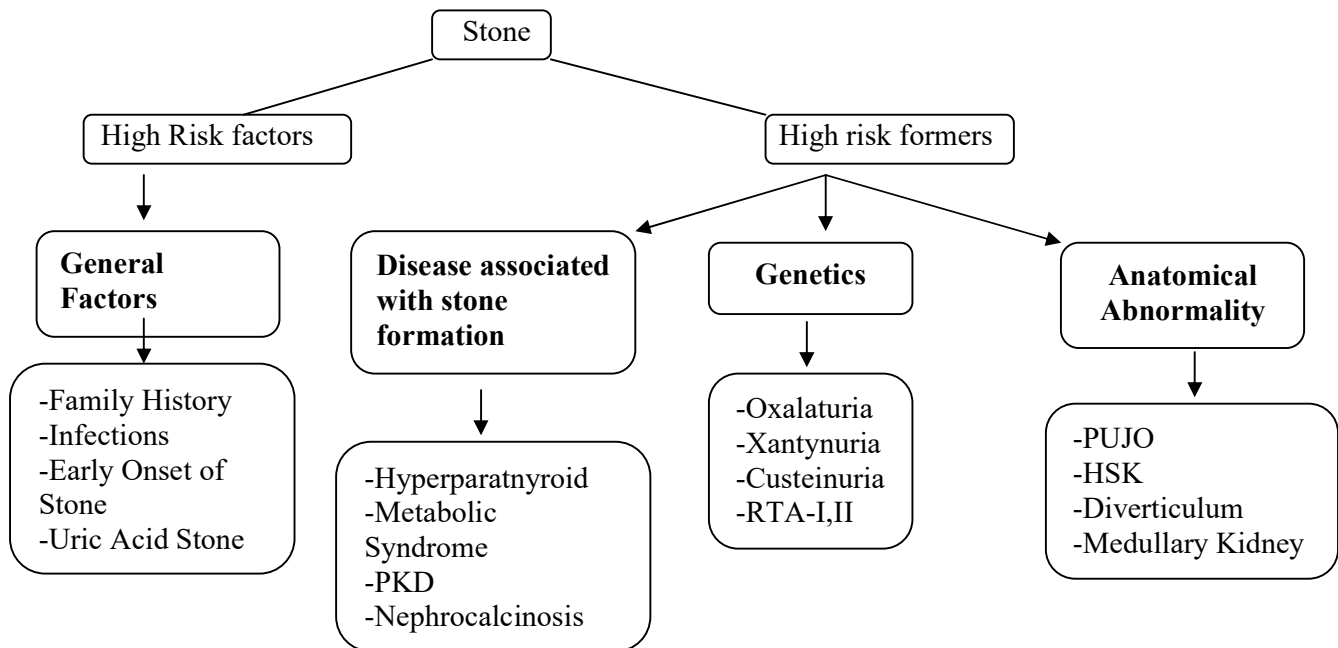 Stone
High Risk factors
High risk formers
General
Factors
-Family History
-Infections
-Early Onset of
Stone
-Uric Acid Stone
Disease associated
with stone
formation
-Hyperparatnyroid
-Metabolic
Syndrome
-PKD
-Nephrocalcinosis
Genetics
-Oxalaturia
-Xantynuria
-Custeinuria
-RTA-I,II
Anatomical
Abnormality
-PUJO
-HSK
-Diverticulum
-Medullary Kidney